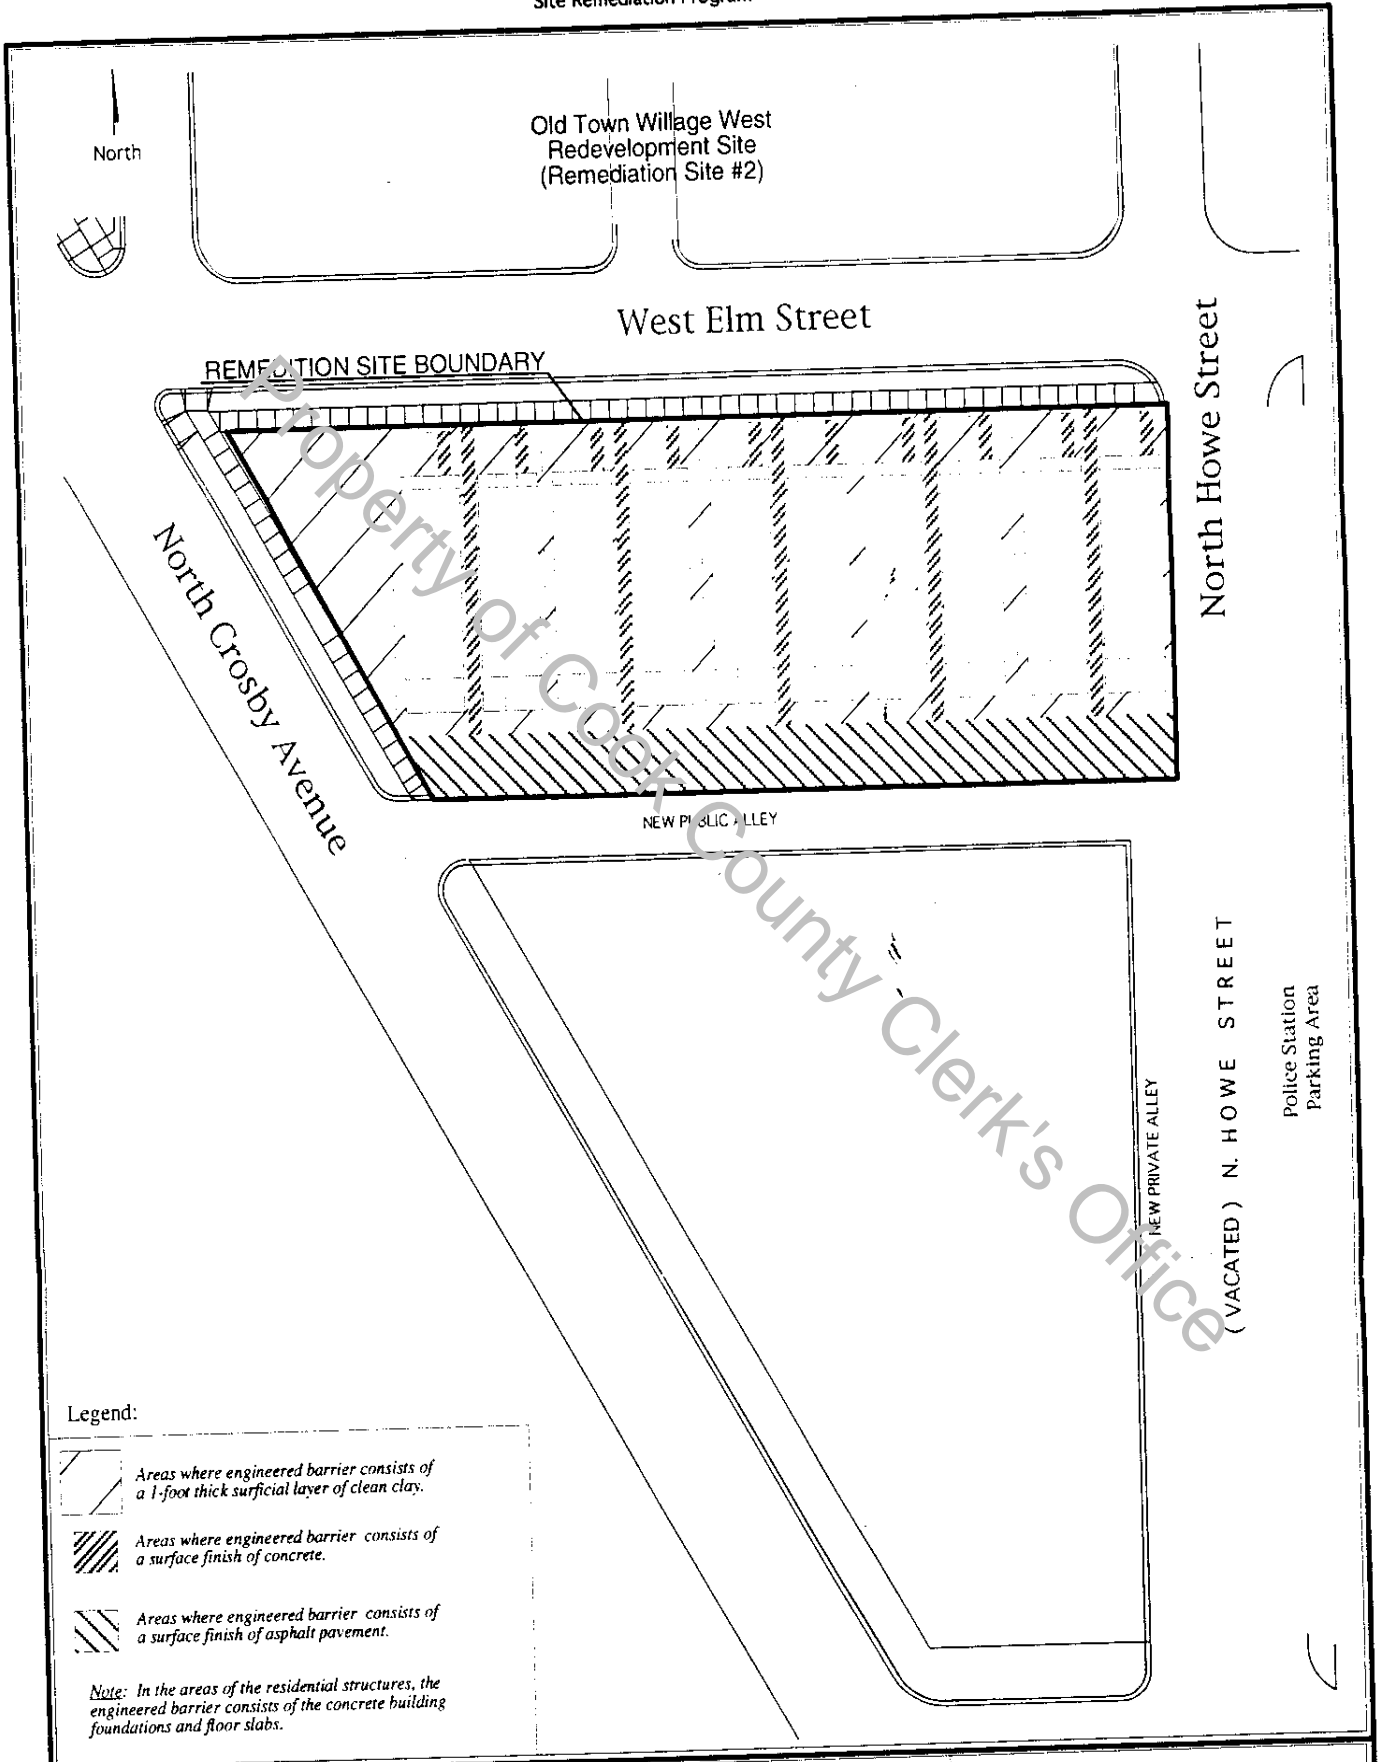 Site Remediation Program
North
Old Town Willage West
Redevelopment Site
(Remediation Site #2)
West Elm Street
REMEDITION SITE BOUNDARY
North Howe Street
North Crosby Avenue
NEW PUBLIC ALLEY
NEW PRIVATE ALLEY
(VACATED) N. HOWE STREET
Police Station
Parking Area
Property of Cook County Clerk's Office
Legend:
Areas where engineered barrier consists of
a 1-foot thick surficial layer of clean clay.
Areas where engineered barrier consists of
a surface finish of concrete.
Areas where engineered barrier consists of
a surface finish of asphalt pavement.
Note: In the areas of the residential structures, the
engineered barrier consists of the concrete building
foundations and floor slabs.